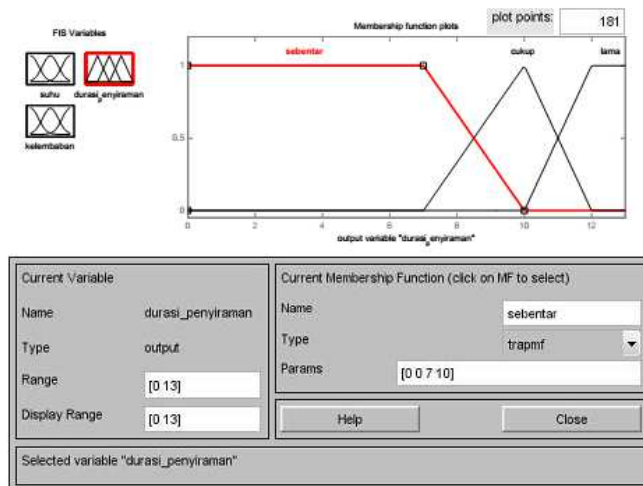 FIS Variables
Membership function plots
plot points:
181
suhu
durasi_penyiraman
kelembaban
sebentar
cukup
lama
1
0.5
0
0
2
4
6
8
10
12
output variable "durasi_penyiraman"
Current Variable
Name
durasi_penyiraman
Type
output
Range
[0 13]
Display Range
[0 13]
Current Membership Function (click on MF to select)
Name
sebentar
Type
trapmf
Params
[0 0 7 10]
Help
Close
Selected variable "durasi_penyiraman"